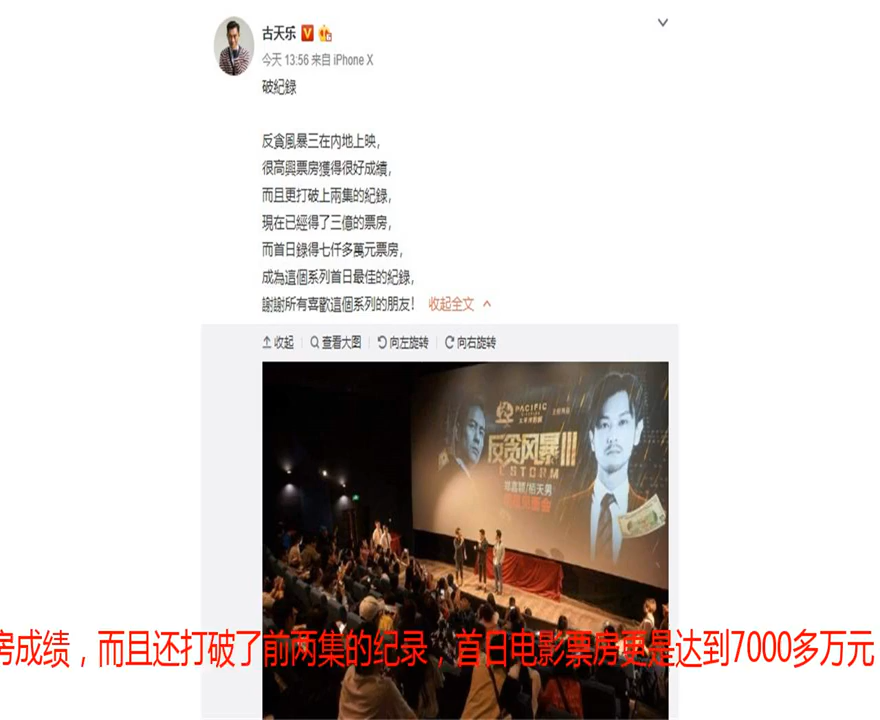 古天乐
今天 13:56 来自 iPhone X
破紀錄
反貪風暴三在內地上映,
很高興票房獲得很好成績,
而且更打破上兩集的紀錄,
現在已經得了三億的票房,
而首日錄得七仟多萬元票房,
成為這個系列首日最佳的紀錄,
謝謝所有喜歡這個系列的朋友! 收起全文
收起 查看大图 向左旋转 向右旋转
PACIFIC
反贪风暴III
L STORM
房成绩，而且还打破了前两集的纪录，首日电影票房更是达到7000多万元